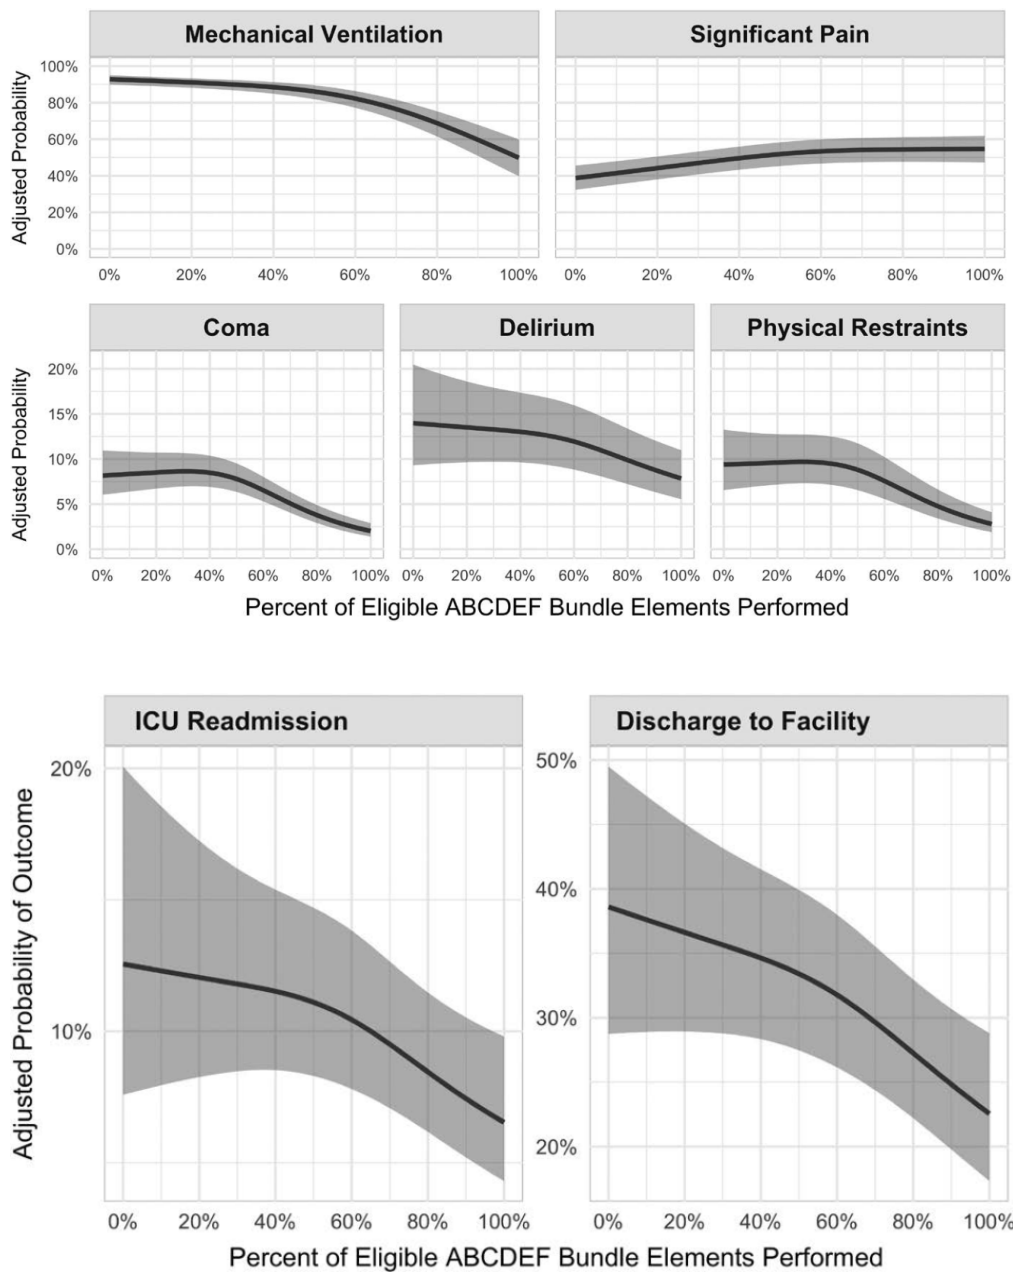 Mechanical Ventilation
Significant Pain
Adjusted Probability
100%
80%
60%
40%
20%
0%
0% 20% 40% 60% 80% 100%
0% 20% 40% 60% 80% 100%
Coma
Delirium
Physical Restraints
Adjusted Probability
20%
15%
10%
5%
0%
0% 20% 40% 60% 80% 100%
0% 20% 40% 60% 80% 100%
0% 20% 40% 60% 80% 100%
Percent of Eligible ABCDEF Bundle Elements Performed
ICU Readmission
Discharge to Facility
Adjusted Probability of Outcome
20%
10%
50%
40%
30%
20%
0% 20% 40% 60% 80% 100%
0% 20% 40% 60% 80% 100%
Percent of Eligible ABCDEF Bundle Elements Performed